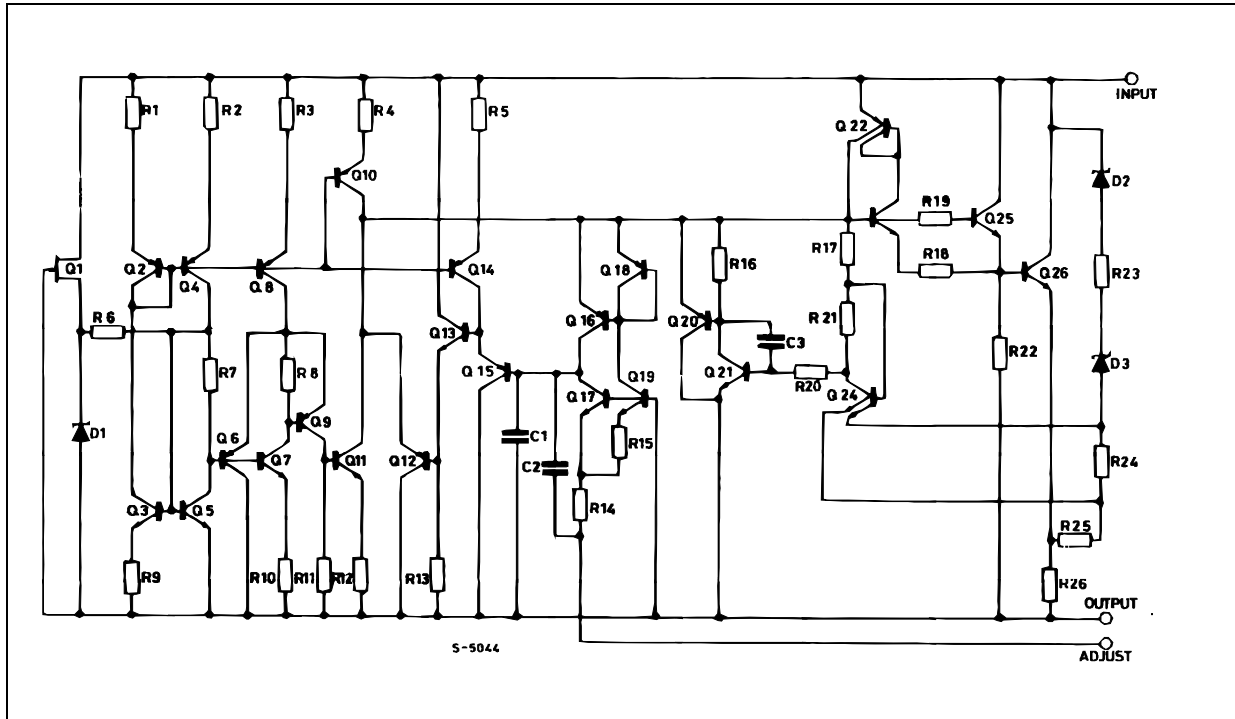 INPUT
R1
R2
R3
R4
R5
Q22
Q10
D2
R19
Q25
R17
R18
Q1
Q2
Q4
Q8
Q14
Q18
R16
Q26
R23
R6
Q13
Q16
Q20
C3
R21
R22
D3
R7
R8
Q15
Q19
Q21
R20
Q24
Q17
D1
Q6
Q9
C1
R15
Q7
Q11
Q12
C2
R24
Q3
Q5
R14
R25
R9
R10
R11
R12
R13
R26
OUTPUT
S-5044
ADJUST